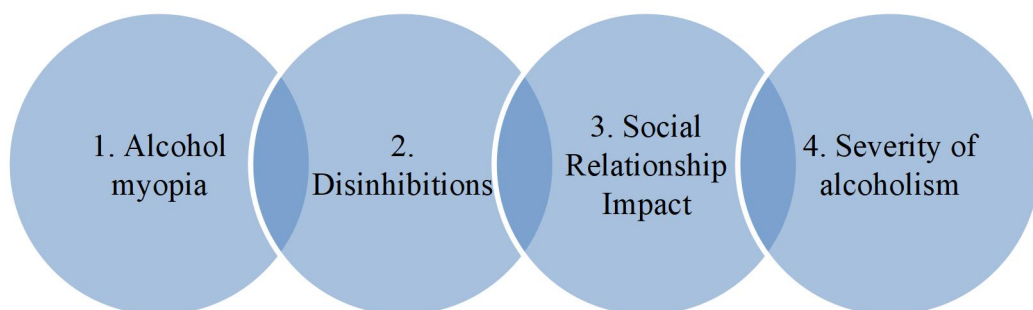 1. Alcohol
myopia
2.
Disinhibitions
3. Social
Relationship
Impact
4. Severity of
alcoholism